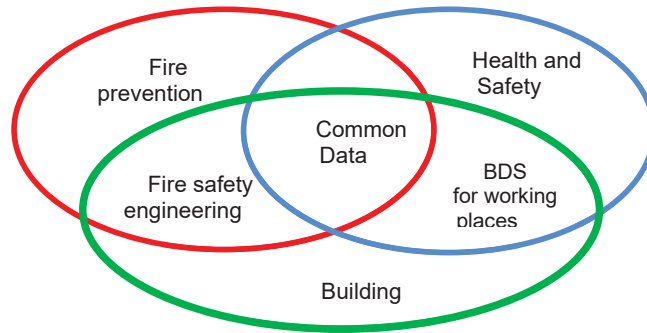 Fire
prevention
Health and
Safety
Common
Data
Fire safety
engineering
BDS
for working
places
Building